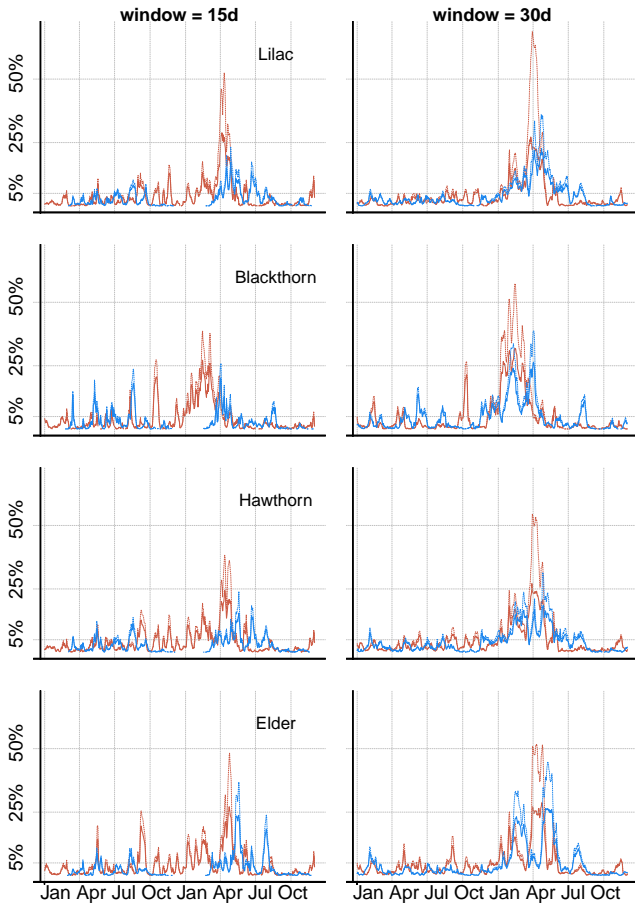 window = 15d window = 30d
Lilac
50%
25%
5%
Blackthorn
50%
25%
5%
Hawthorn
50%
25%
5%
Elder
50%
25%
5%
Jan Apr Jul Oct Jan Apr Jul Oct Jan Apr Jul Oct Jan Apr Jul Oct